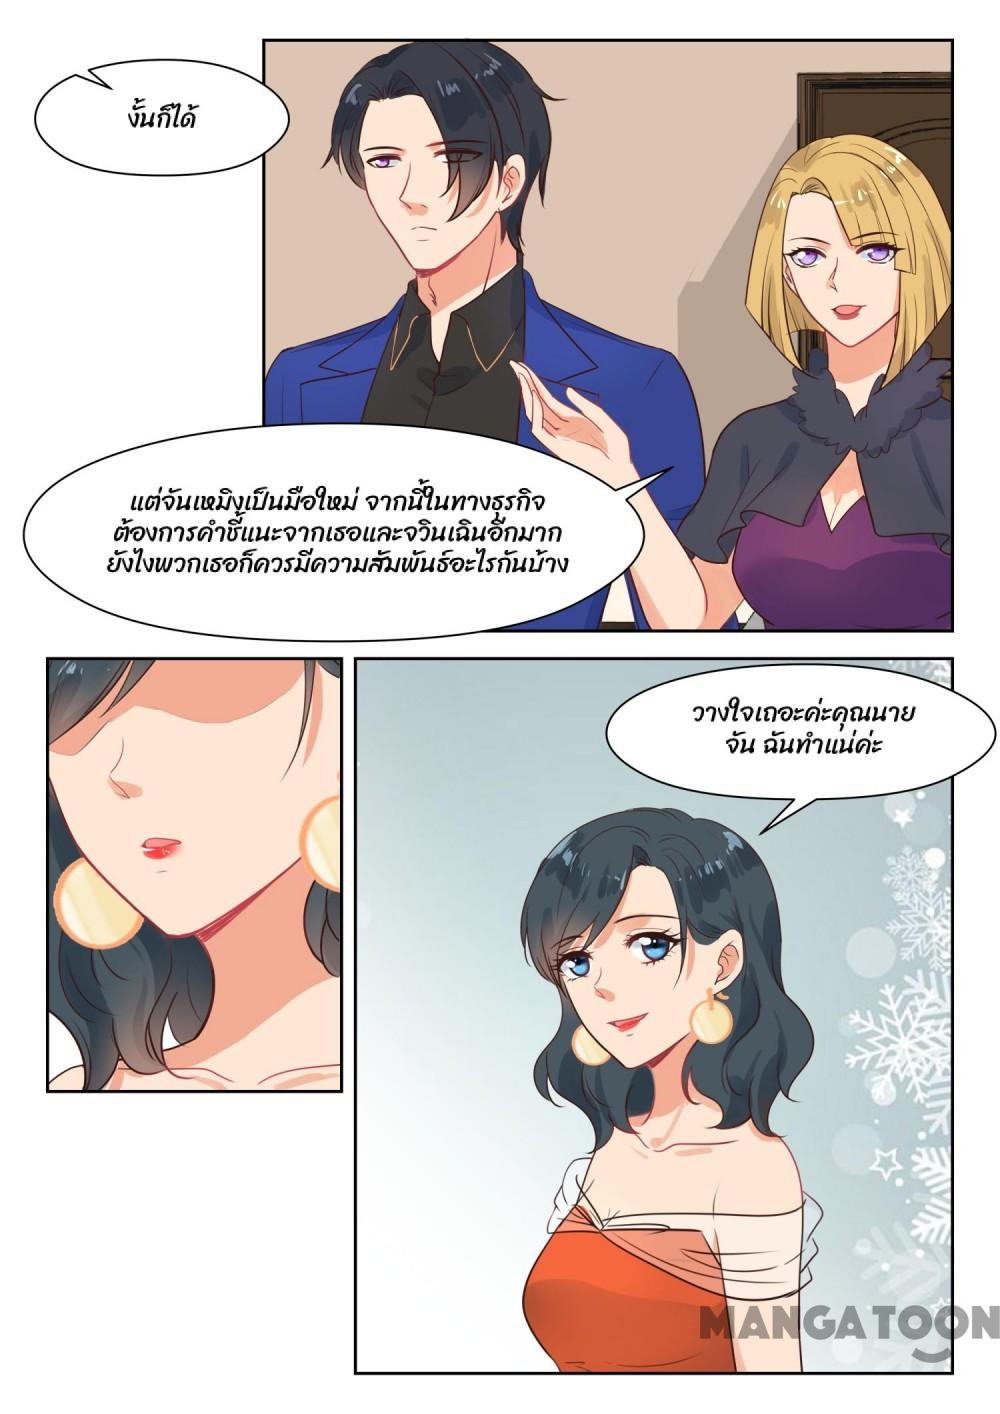 งั้นก็ได้
แต่จันเหมิงเป็นมือใหม่ จากนี้ในทางธุรกิจ
ต้องการคำชี้แนะจากเธอและจวินเฉินอีกมาก
ยังไงพวกเธอก็ควรมีความสัมพันธ์อะไรกันบ้าง
วางใจเถอะค่ะคุณนาย
จัน ฉันทำแน่ค่ะ
MANGATOON